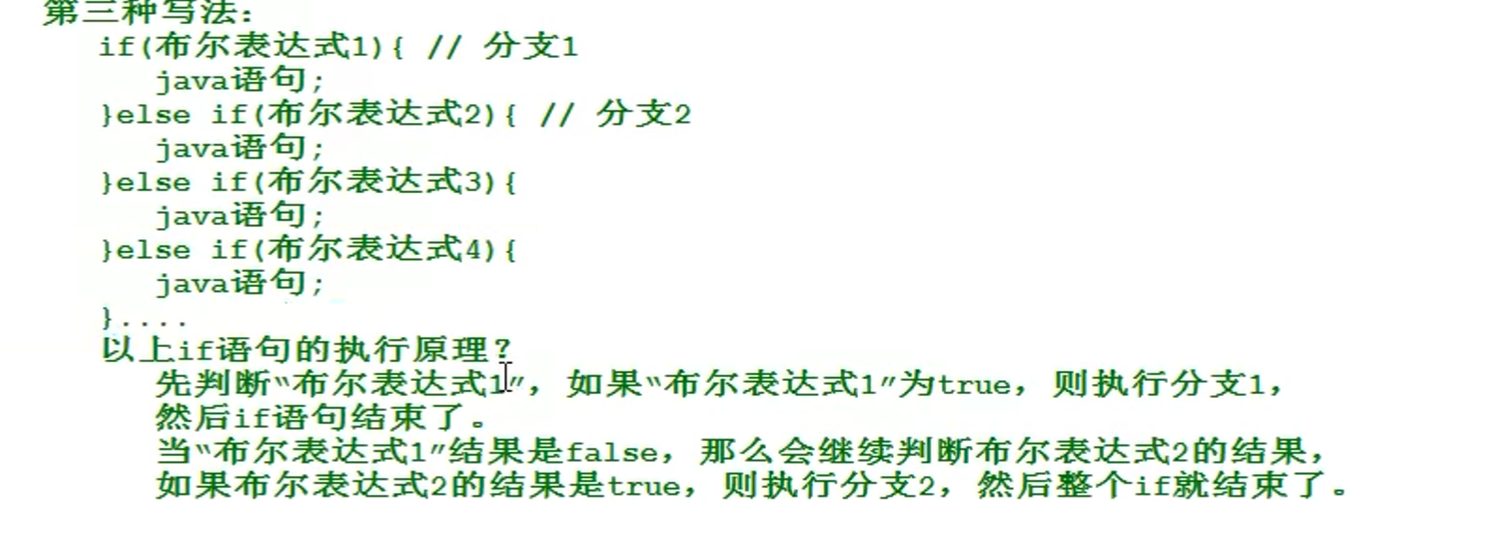 第三种写法：
if(布尔表达式1){ // 分支1
java语句;
}else if(布尔表达式2){ // 分支2
java语句;
}else if(布尔表达式3){
java语句;
}else if(布尔表达式4){
java语句;
}....
以上if语句的执行原理？
先判断“布尔表达式1”，如果“布尔表达式1”为true，则执行分支1，
然后if语句结束了。
当“布尔表达式1”结果是false，那么会继续判断布尔表达式2的结果，
如果布尔表达式2的结果是true，则执行分支2，然后整个if就结束了。